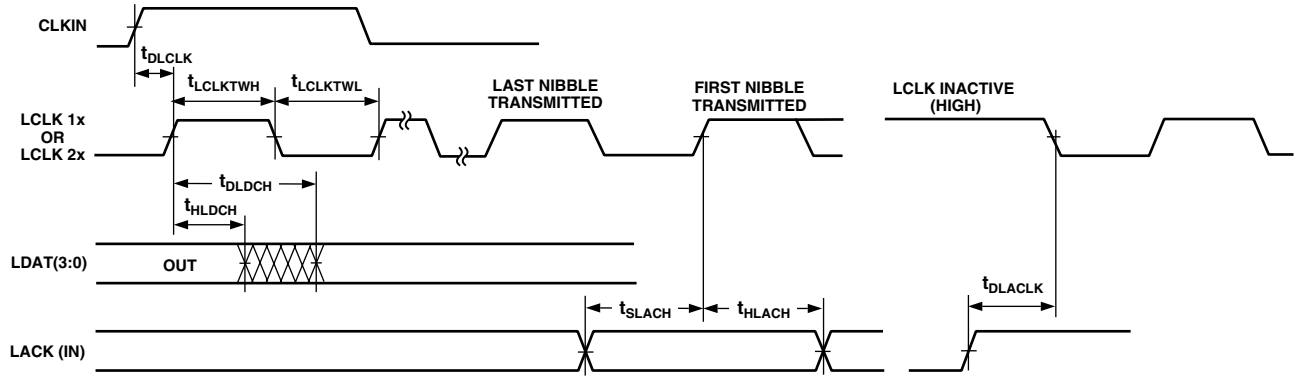 CLKIN
tDLCLK
tLCLKTWH
tLCLKTWL
LAST NIBBLE
TRANSMITTED
FIRST NIBBLE
TRANSMITTED
LCLK INACTIVE
(HIGH)
LCLK 1x
OR
LCLK 2x
tDLDCH
tHLDCH
LDAT(3:0)
OUT
tSLACH
tHLACH
tDLACLK
LACK (IN)